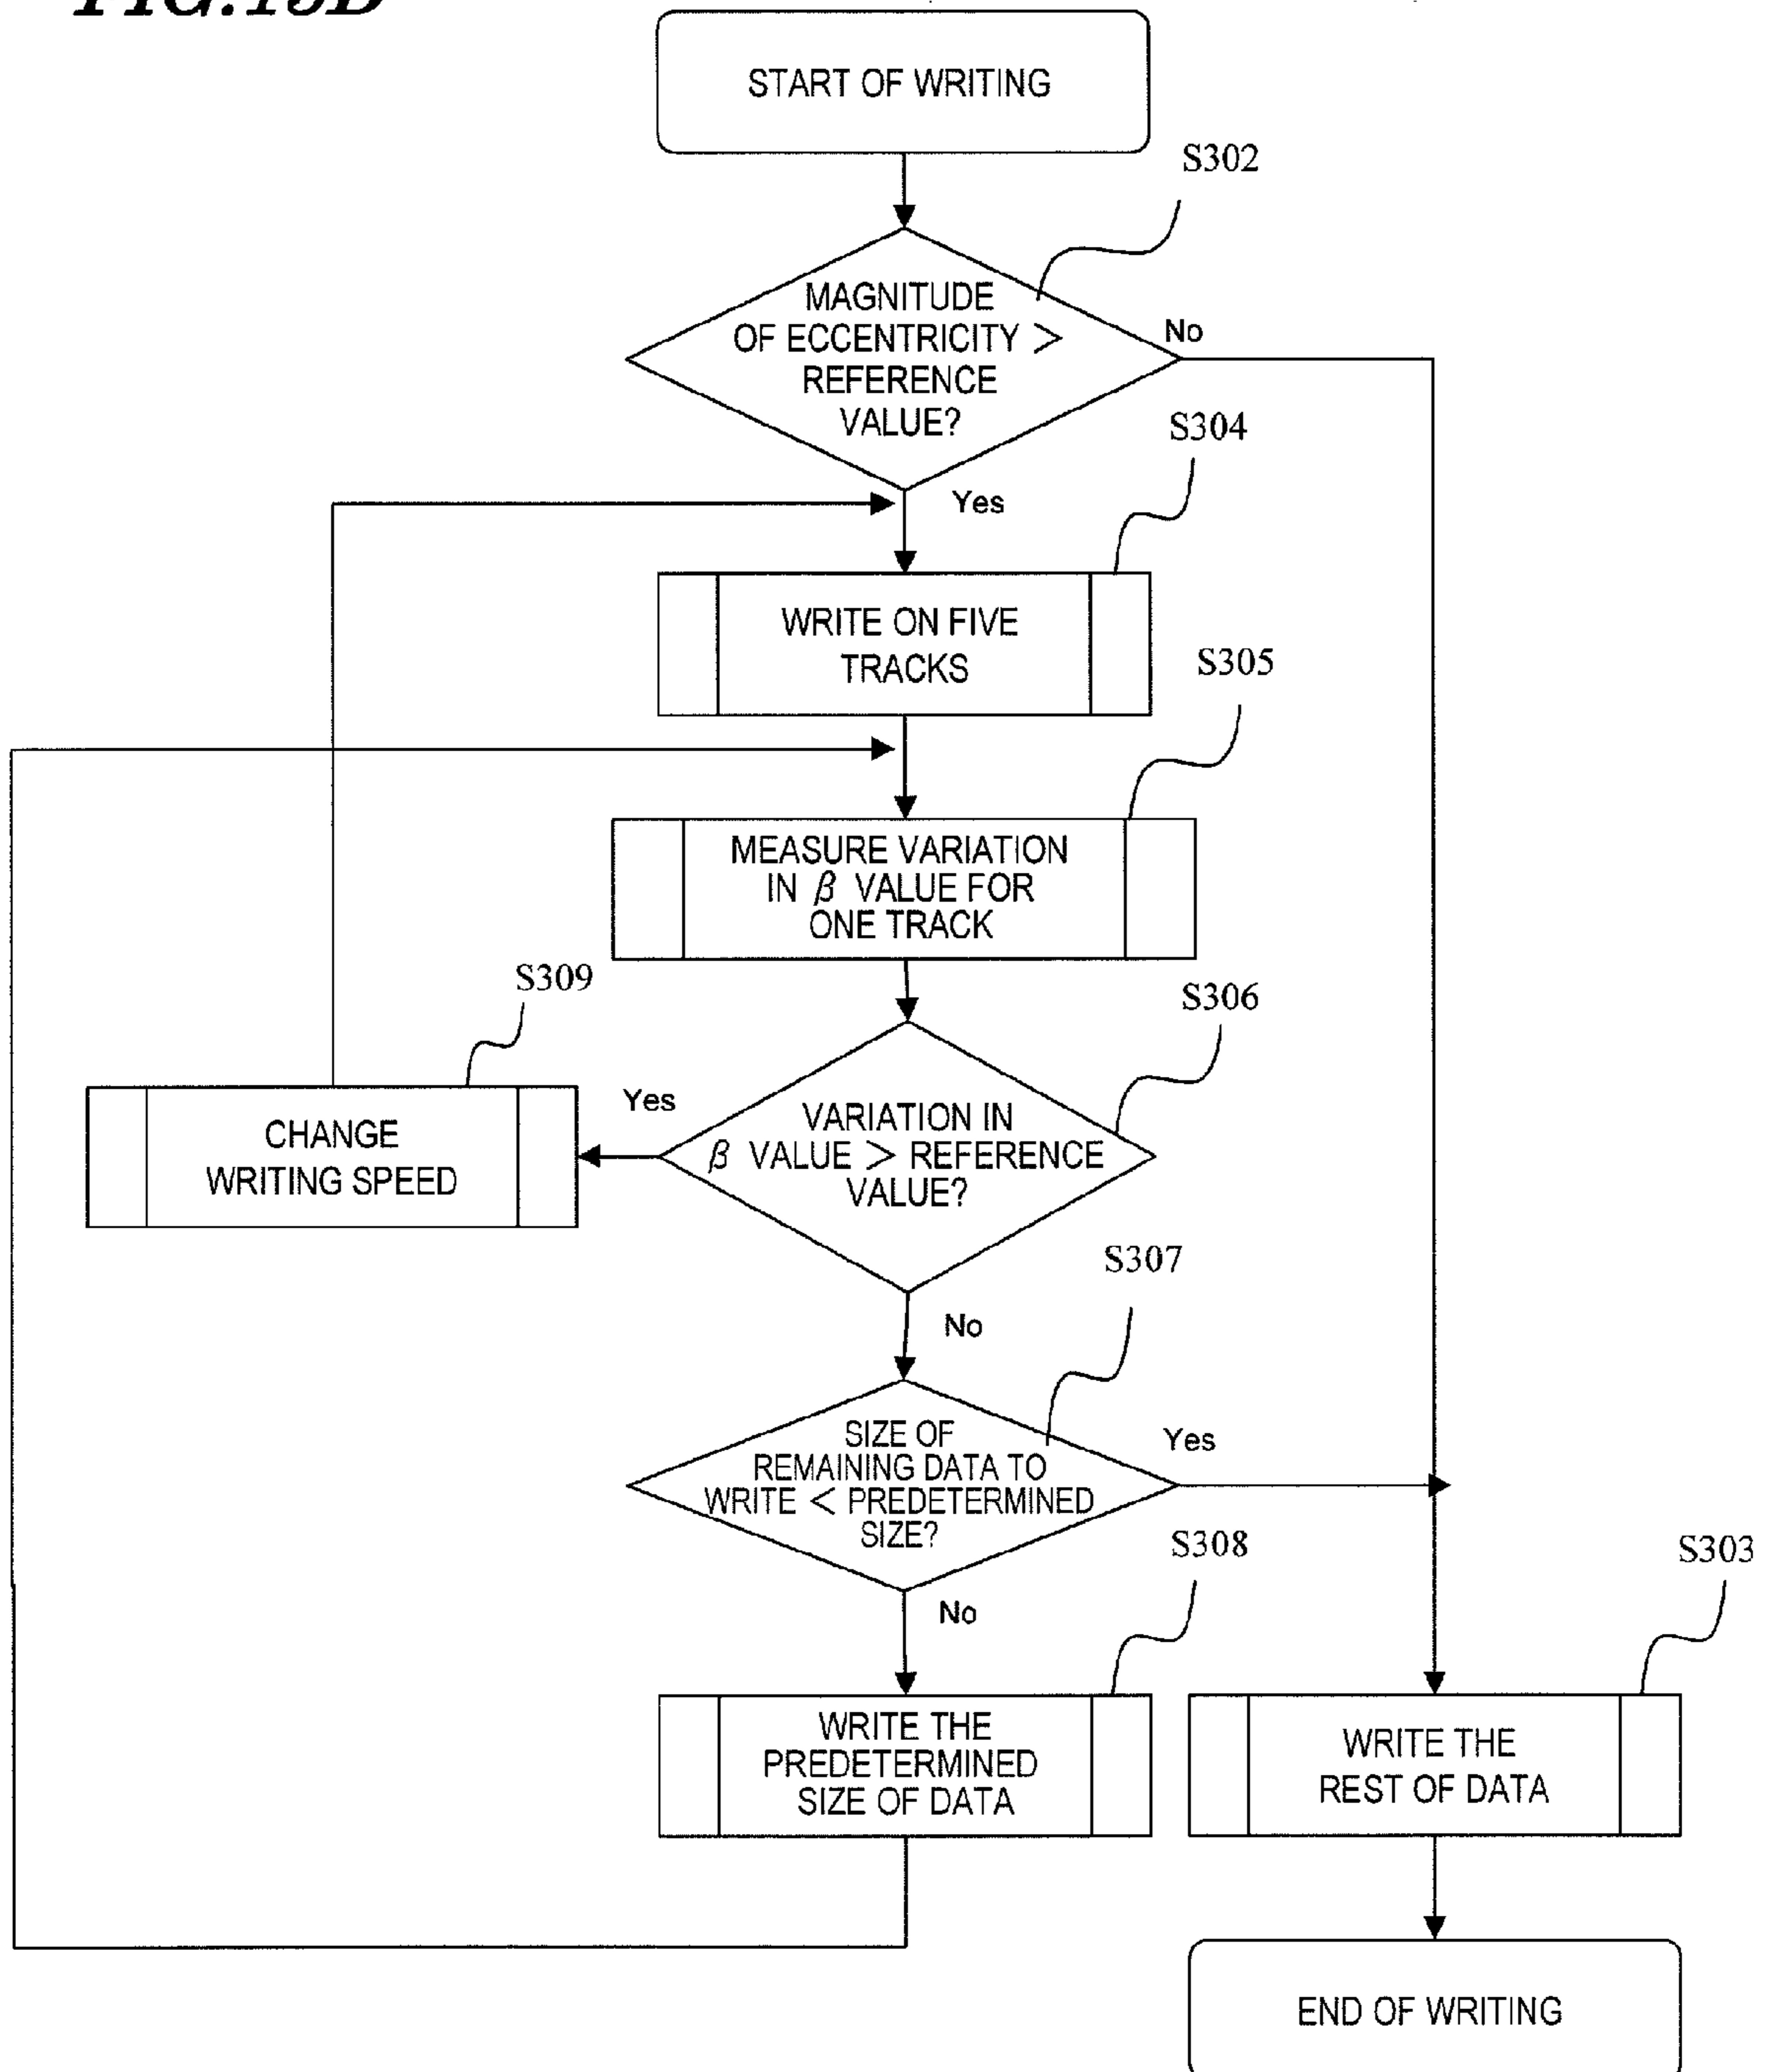 START OF WRITING
S302
MAGNITUDE
OF ECCENTRICITY >
REFERENCE
VALUE?
No
Yes
S304
WRITE ON FIVE
TRACKS
S305
MEASURE VARIATION
IN β VALUE FOR
ONE TRACK
S309
S306
CHANGE
WRITING SPEED
Yes
VARIATION IN
β VALUE > REFERENCE
VALUE?
No
S307
SIZE OF
REMAINING DATA TO
WRITE < PREDETERMINED
SIZE?
Yes
No
S308
S303
WRITE THE
PREDETERMINED
SIZE OF DATA
WRITE THE
REST OF DATA
END OF WRITING